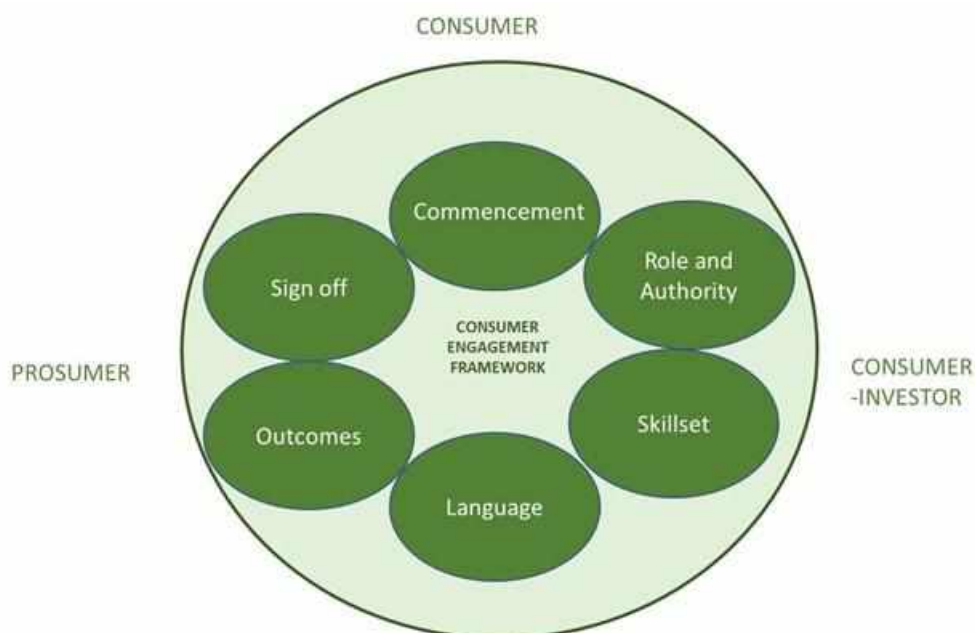 CONSUMER
Commencement
Role and
Authority
Sign off
CONSUMER
ENGAGEMENT
FRAMEWORK
PROSUMER
CONSUMER
-INVESTOR
Skillset
Outcomes
Language